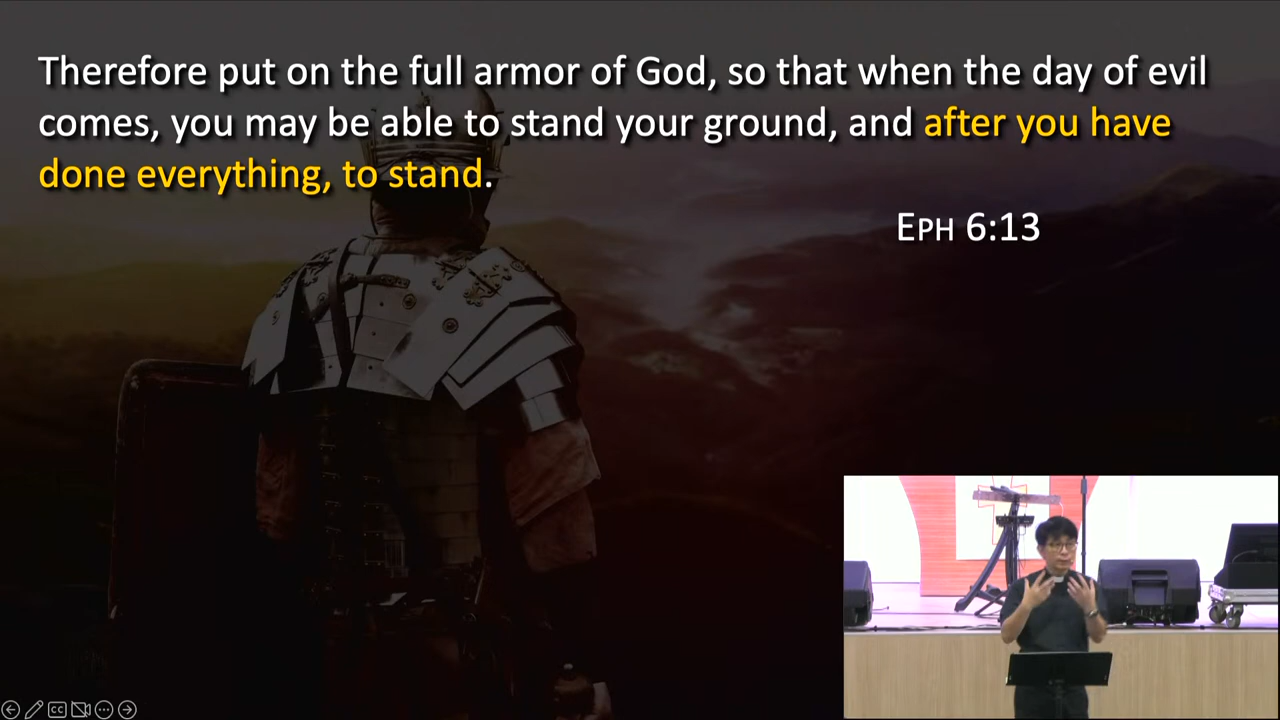 Therefore put on the full armor of God, so that when the day of evil
comes, you may be able to stand your ground, and after you have
done everything, to stand.
EPH 6:13
CC